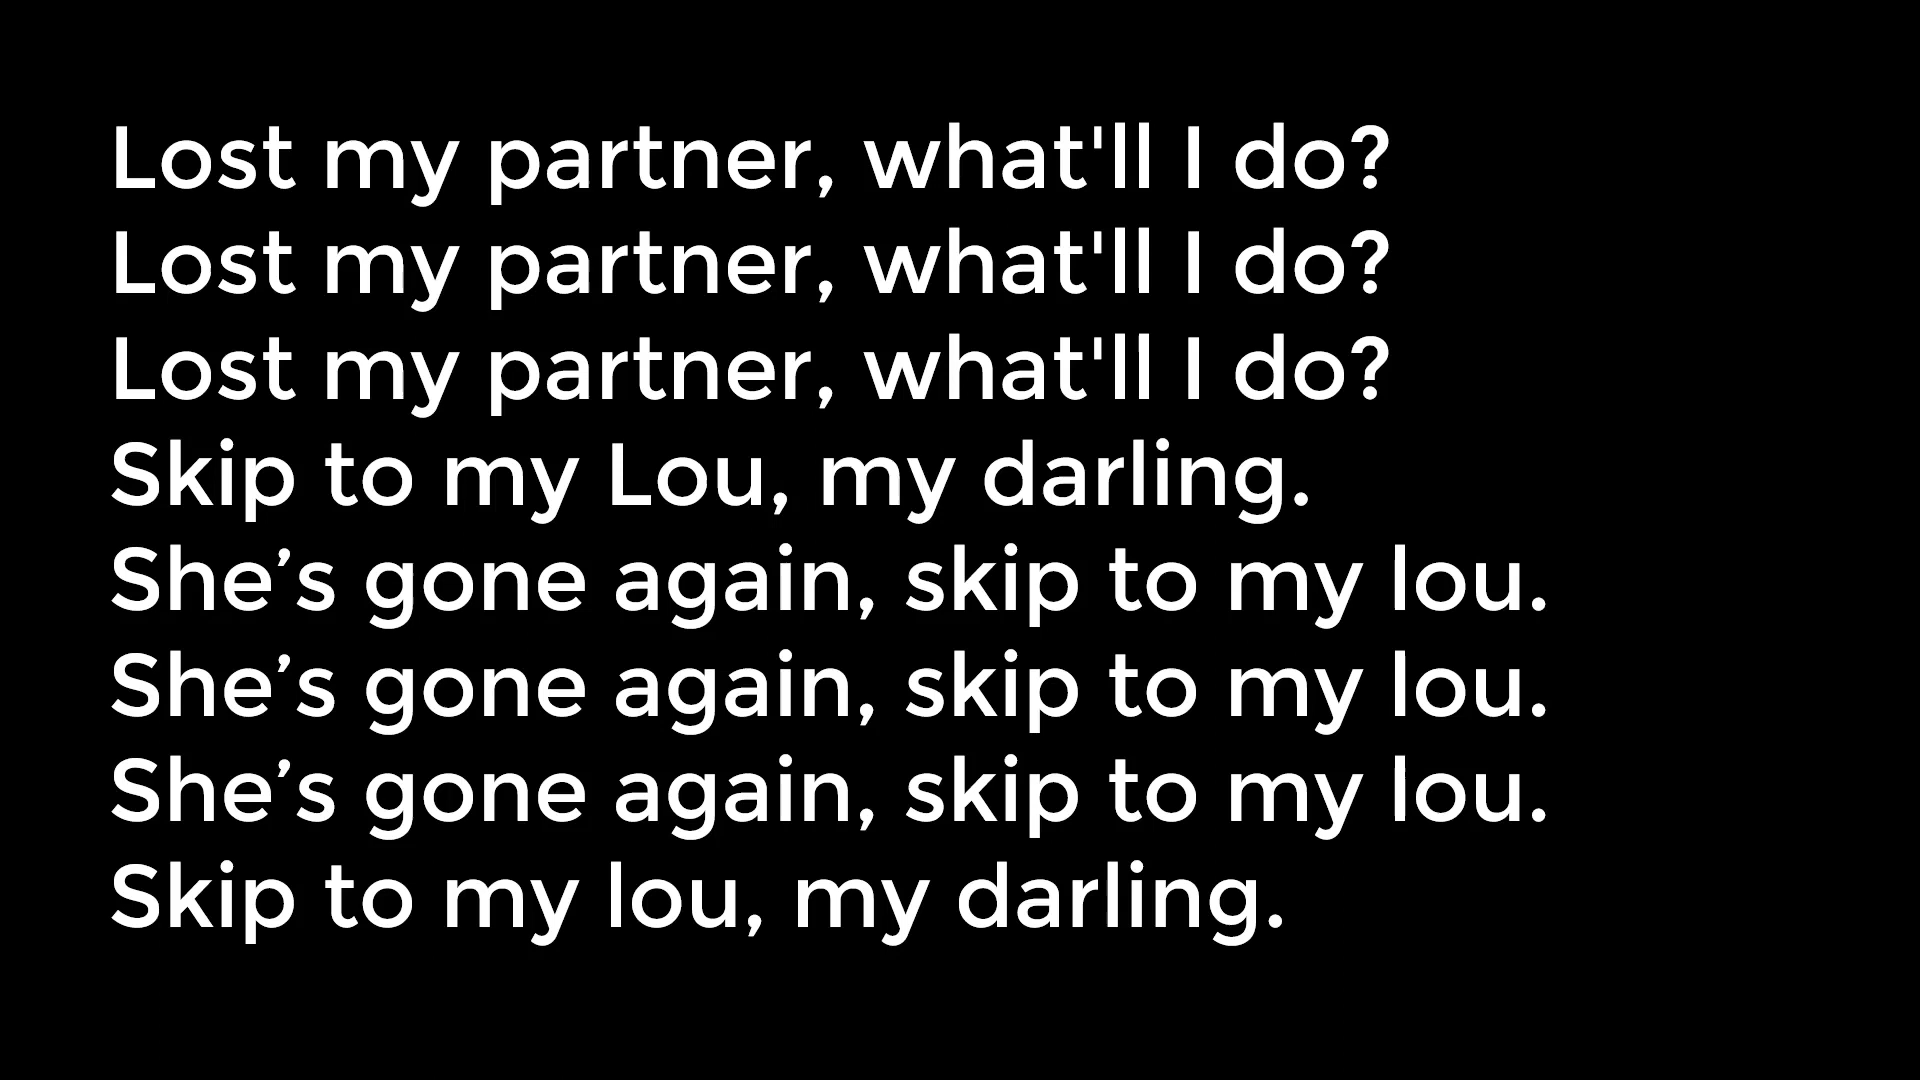 Lost my partner, what'll I do?
Lost my partner, what'll I do?
Lost my partner, what'll I do?
Skip to my Lou, my darling.
She’s gone again, skip to my lou.
She’s gone again, skip to my lou.
She’s gone again, skip to my lou.
Skip to my lou, my darling.